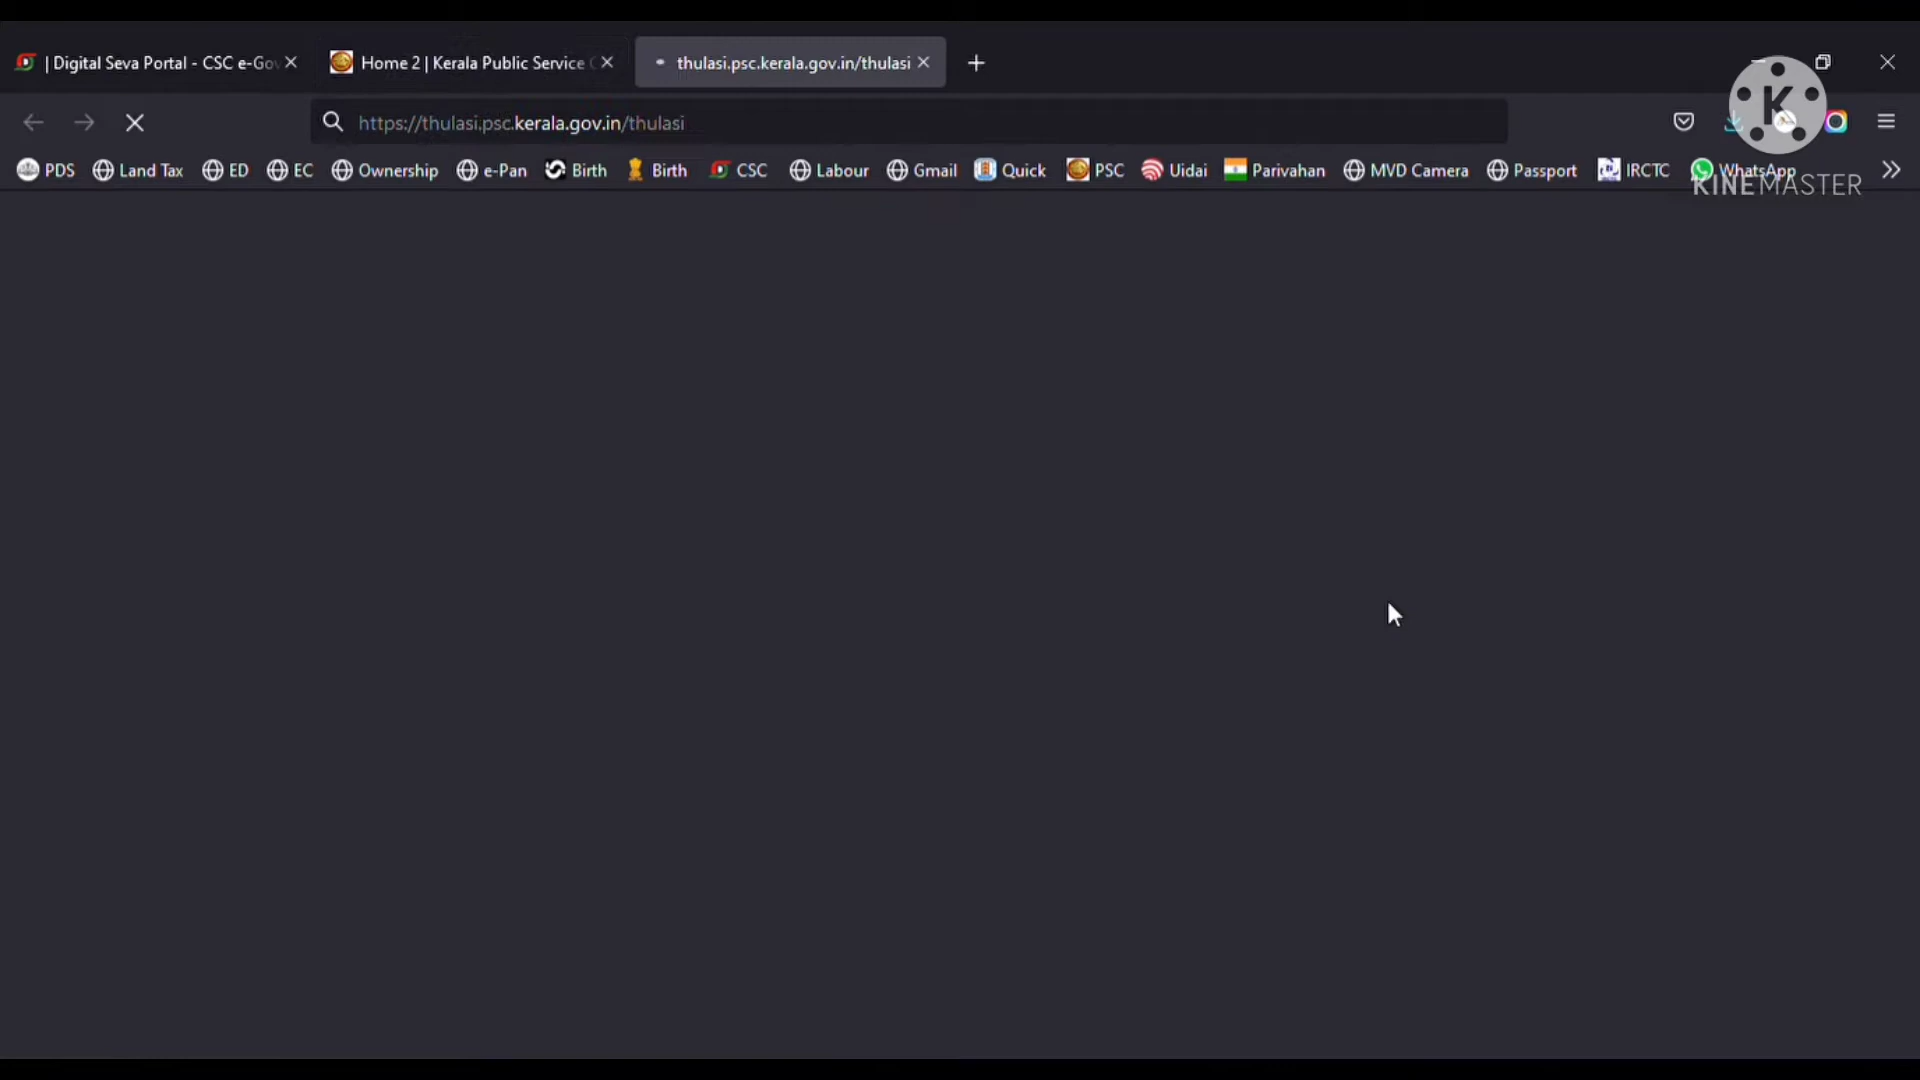 | Digital Seva Portal - CSC e-Gov
Home 2 | Kerala Public Service C
thulasi.psc.kerala.gov.in/thulasi
https://thulasi.psc.kerala.gov.in/thulasi
PDS Land Tax ED EC Ownership e-Pan Birth Birth CSC Labour Gmail Quick PSC Uidai Parivahan MVD Camera Passport IRCTC WhatsApp
K
KINEMASTER